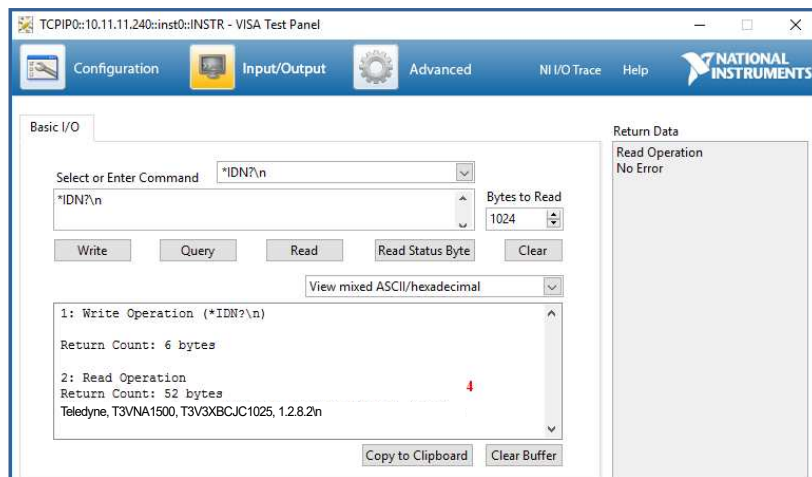 TCPIP0::10.11.11.240::inst0::INSTR - VISA Test Panel
Configuration
Input/Output
Advanced
NI I/O Trace
Help
NATIONAL
INSTRUMENTS
Basic I/O
Select or Enter Command
*IDN?\n
*IDN?\n
Bytes to Read
1024
Write
Query
Read
Read Status Byte
Clear
View mixed ASCII/hexadecimal
1: Write Operation (*IDN?\n)
Return Count: 6 bytes
2: Read Operation
Return Count: 52 bytes
4
Teledyne, T3VNA1500, T3V3XBCJC1025, 1.2.8.2\n
Copy to Clipboard
Clear Buffer
Return Data
Read Operation
No Error